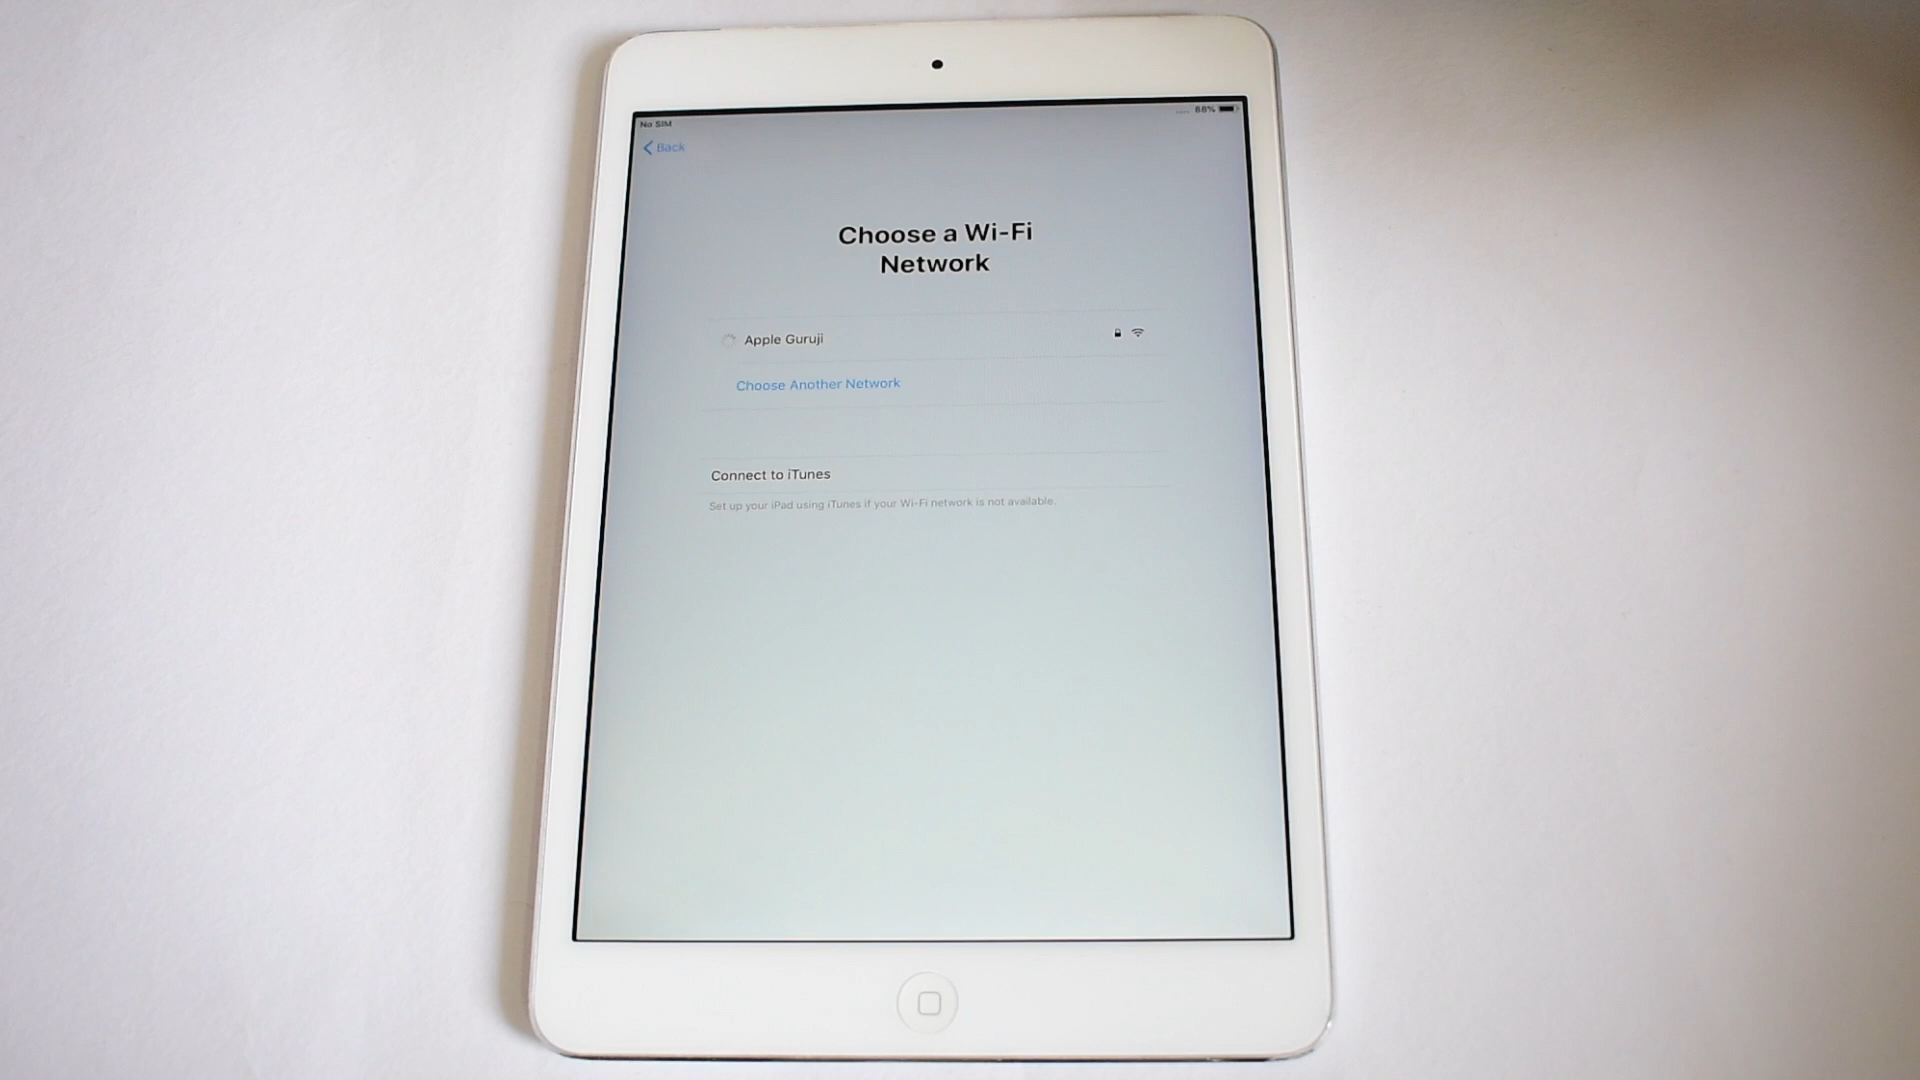 No SIM
68%
Back
Choose a Wi-Fi
Network
Apple Guruji
Choose Another Network
Connect to iTunes
Set up your iPad using iTunes if your Wi-Fi network is not available.